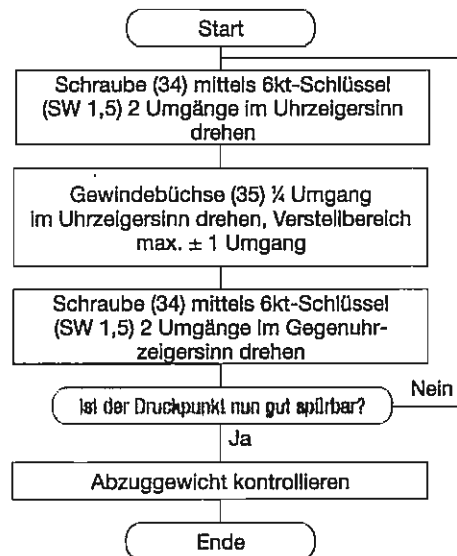 Start
Schraube (34) mittels 6kt-Schlüssel
(SW 1,5) 2 Umgänge im Uhrzeigersinn
drehen
Gewindebüchse (35) ¼ Umgang
im Uhrzeigersinn drehen, Verstellbereich
max. ± 1 Umgang
Schraube (34) mittels 6kt-Schlüssel
(SW 1,5) 2 Umgänge im Gegenuhr-
zeigersinn drehen
Ist der Druckpunkt nun gut spürbar?
Nein
Ja
Abzuggewicht kontrollieren
Ende